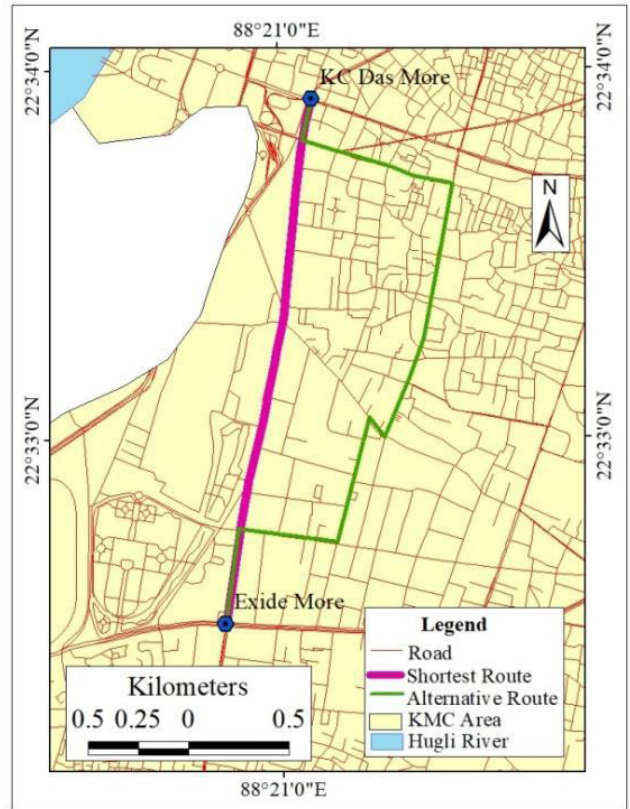 88°21'0"E
22°34'0"N
22°34'0"N
KC Das More
N
22°33'0"N
22°33'0"N
Exide More
Legend
Road
Shortest Route
Alternative Route
KMC Area
Hugli River
Kilometers
0.5 0.25 0 0.5
88°21'0"E